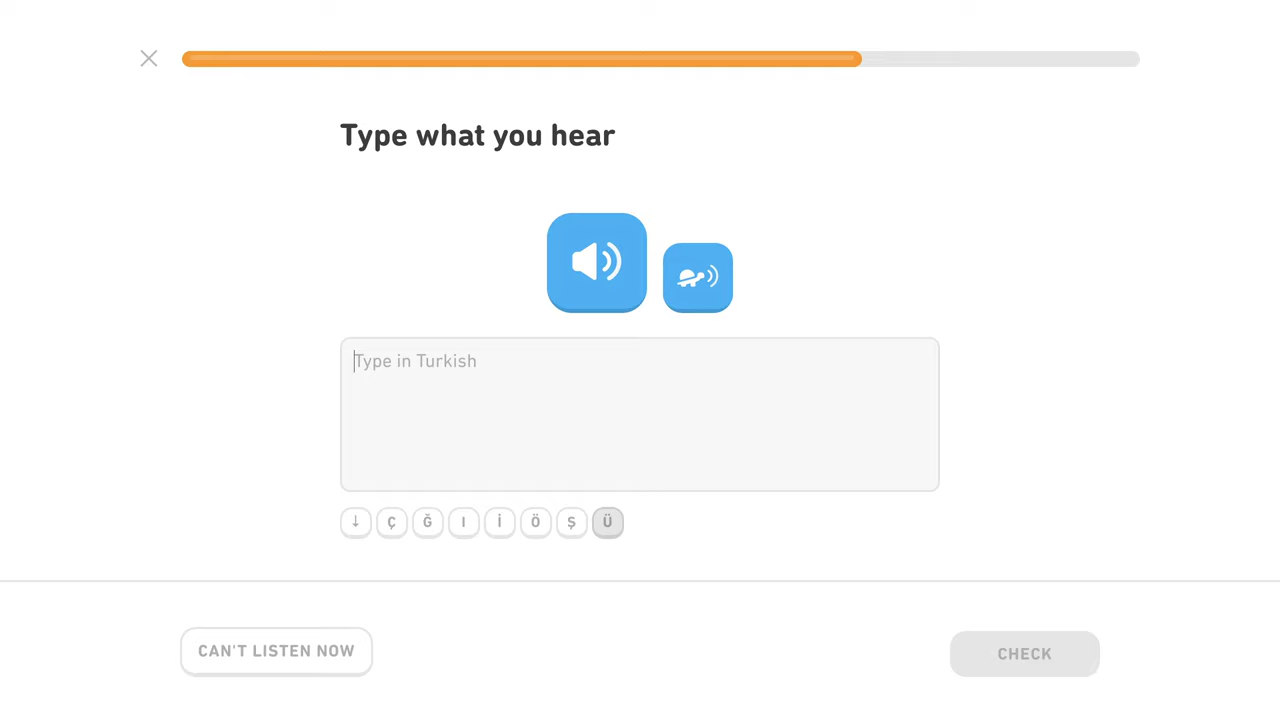 Type what you hear
Type in Turkish
↓ Ç Ğ I İ Ö Ş Ü
CAN'T LISTEN NOW
CHECK